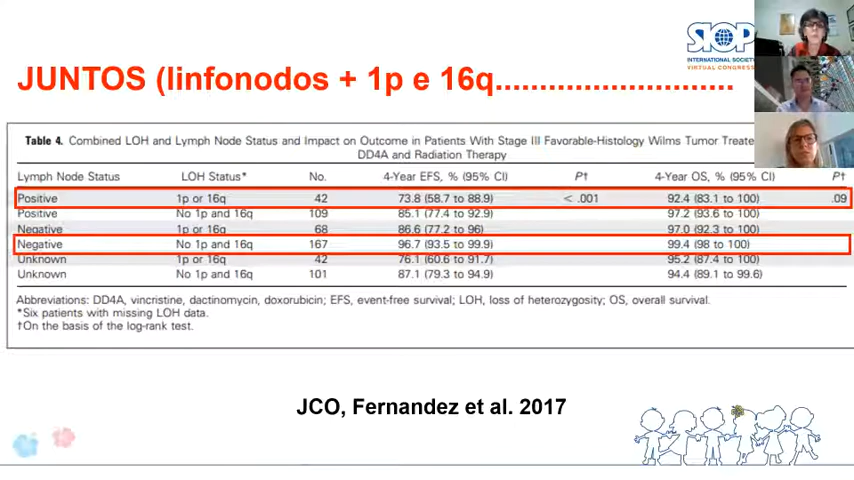 SIOP
INTERNATIONAL SOCIETY
VIRTUAL CONGRESS
JUNTOS (linfonodos + 1p e 16q...........................
Table 4. Combined LOH and Lymph Node Status and Impact on Outcome in Patients With Stage III Favorable-Histology Wilms Tumor Treate
DD4A and Radiation Therapy
Lymph Node Status LOH Status* No. 4-Year EFS, % (95% CI) P† 4-Year OS, % (95% CI) P†
Positive 1p or 16q 42 73.8 (58.7 to 88.9) < .001 92.4 (83.1 to 100) .09
Positive No 1p and 16q 109 85.1 (77.4 to 92.9) 97.2 (93.6 to 100)
Negative 1p or 16q 68 86.6 (77.2 to 96) 97.0 (92.3 to 100)
Negative No 1p and 16q 167 96.7 (93.5 to 99.9) 99.4 (98 to 100)
Unknown 1p or 16q 42 76.1 (60.6 to 91.7) 95.2 (87.4 to 100)
Unknown No 1p and 16q 101 87.1 (79.3 to 94.9) 94.4 (89.1 to 99.6)
Abbreviations: DD4A, vincristine, dactinomycin, doxorubicin; EFS, event-free survival; LOH, loss of heterozygosity; OS, overall survival.
*Six patients with missing LOH data.
†On the basis of the log-rank test.
JCO, Fernandez et al. 2017